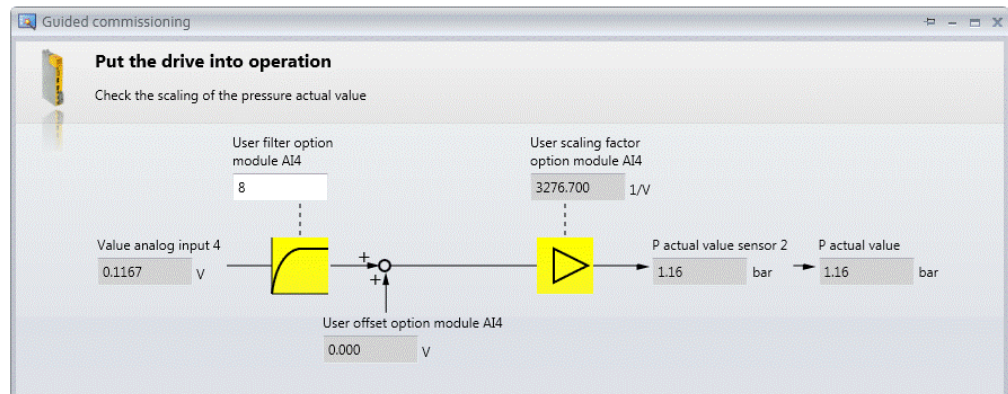 Guided commissioning
Put the drive into operation
Check the scaling of the pressure actual value
User filter option
module AI4
8
User scaling factor
option module AI4
3276.700 1/V
Value analog input 4
0.1167 V
+
+
P actual value sensor 2
1.16 bar
P actual value
1.16 bar
User offset option module AI4
0.000 V